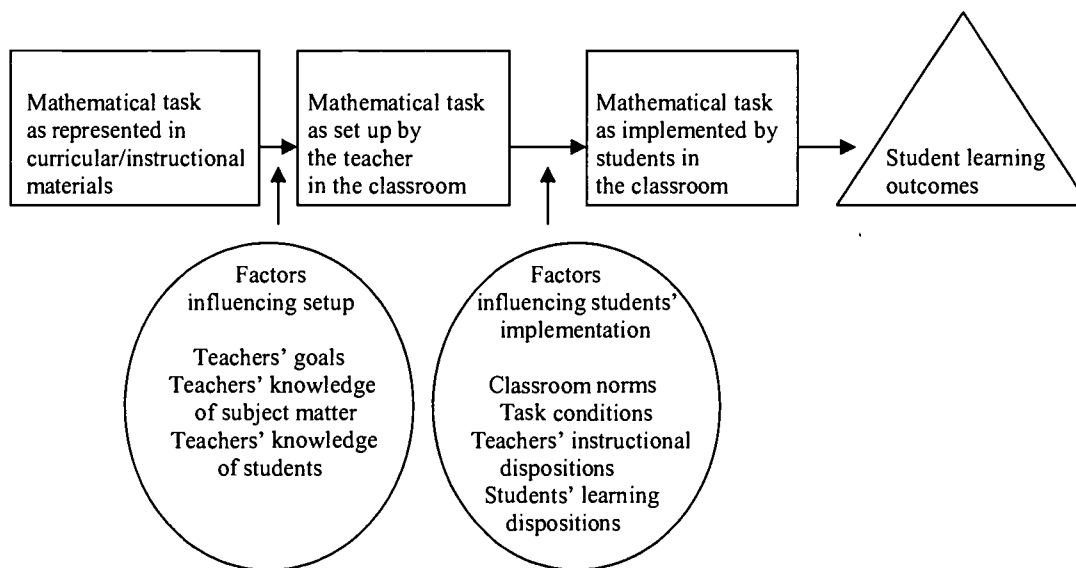 Mathematical task
as represented in
curricular/instructional
materials
Mathematical task
as set up by
the teacher
in the classroom
Mathematical task
as implemented by
students in
the classroom
Student learning
outcomes
Factors
influencing setup
Teachers' goals
Teachers' knowledge
of subject matter
Teachers' knowledge
of students
Factors
influencing students'
implementation
Classroom norms
Task conditions
Teachers' instructional
dispositions
Students' learning
dispositions